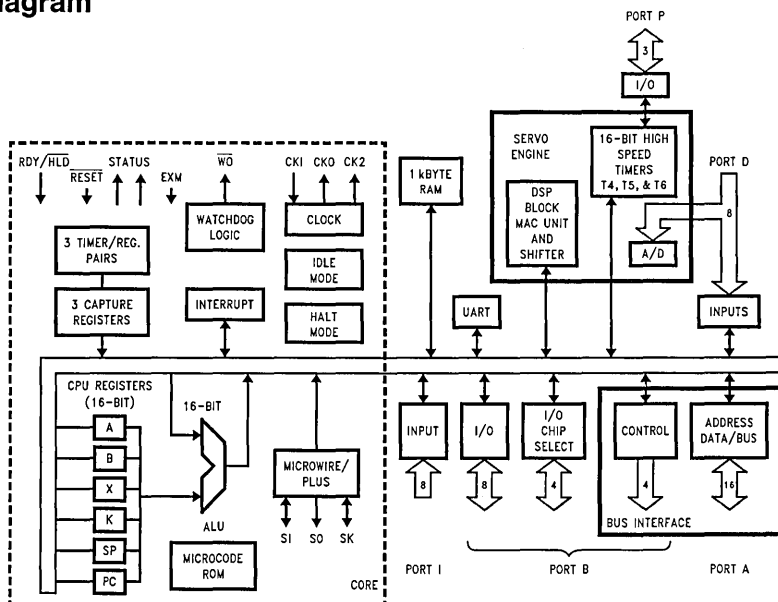 agram
PORT P
3
I/O
SERVO
ENGINE
16-BIT HIGH
SPEED
TIMERS
T4, T5, & T6
DSP
BLOCK
MAC UNIT
AND
SHIFTER
A/D
PORT D
8
INPUTS
RDY/HLD
RESET
STATUS
EXM
WO
CKI
CKO
CK2
3 TIMER/REG.
PAIRS
3 CAPTURE
REGISTERS
WATCHDOG
LOGIC
INTERRUPT
CLOCK
IDLE
MODE
HALT
MODE
1 kBYTE
RAM
UART
CPU REGISTERS
(16-BIT)
A
B
X
K
SP
PC
16-BIT
ALU
MICROCODE
ROM
MICROWIRE/
PLUS
SI
SO
SK
CORE
INPUT
8
I/O
8
I/O
CHIP
SELECT
4
CONTROL
4
ADDRESS
DATA/BUS
16
BUS INTERFACE
PORT I
PORT B
PORT A